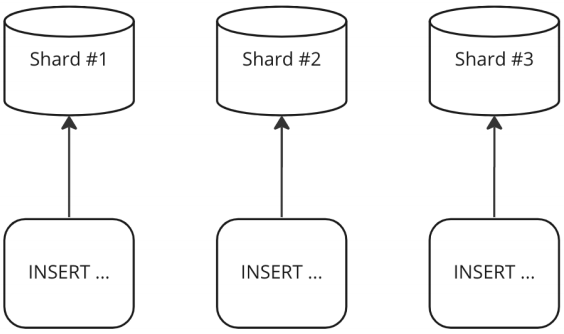 Shard #1
Shard #2
Shard #3
INSERT ...
INSERT ...
INSERT ...